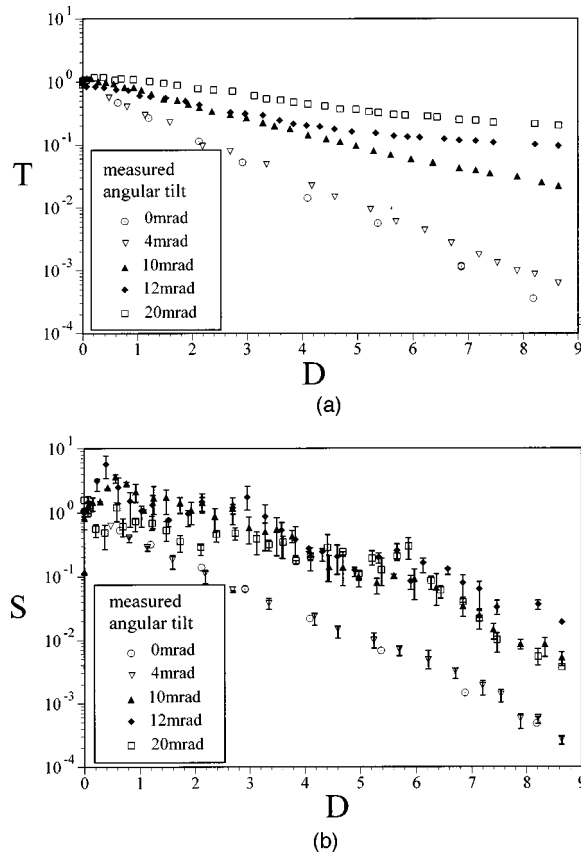 10^1
10^0
10^-1
10^-2
10^-3
10^-4
T
measured
angular tilt
0mrad
4mrad
10mrad
12mrad
20mrad
0 1 2 3 4 5 6 7 8 9
D
(a)
10^1
10^0
10^-1
10^-2
10^-3
10^-4
S
measured
angular tilt
0mrad
4mrad
10mrad
12mrad
20mrad
0 1 2 3 4 5 6 7 8 9
D
(b)